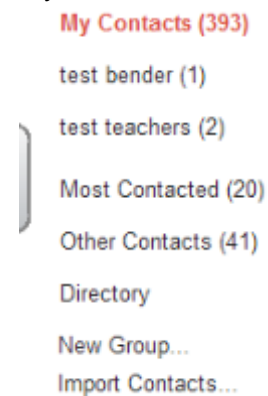 My Contacts (393)
test bender (1)
test teachers (2)
Most Contacted (20)
Other Contacts (41)
Directory
New Group...
Import Contacts...